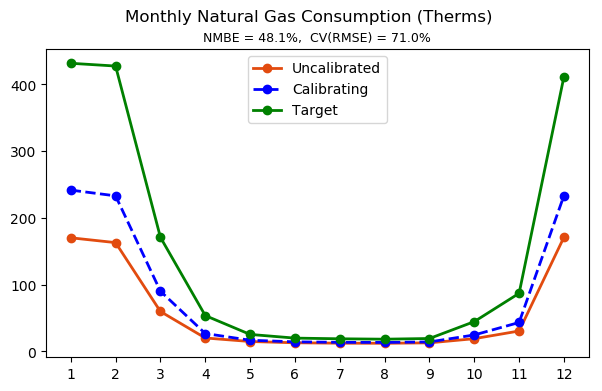 Monthly Natural Gas Consumption (Therms)
NMBE = 48.1%, CV(RMSE) = 71.0%
Uncalibrated
Calibrating
Target
400
300
200
100
0
1 2 3 4 5 6 7 8 9 10 11 12